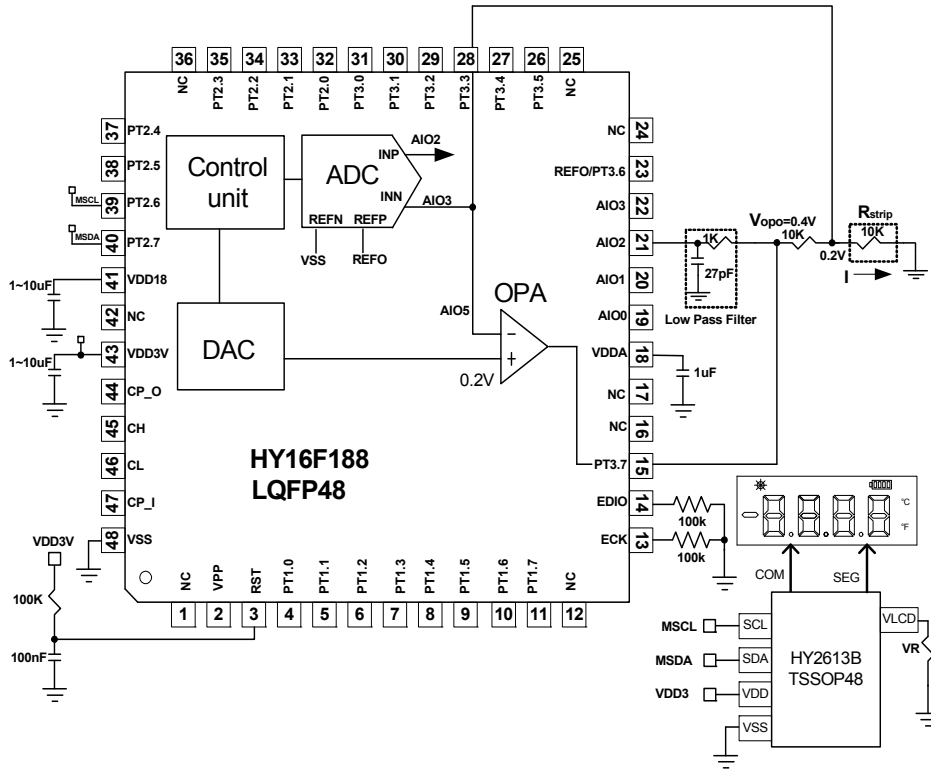 36 35 34 33 32 31 30 29 28 27 26 25
NC PT2.3 PT2.2 PT2.1 PT2.0 PT3.0 PT3.1 PT3.2 PT3.3 PT3.4 PT3.5 NC
37 PT2.4
38 PT2.5
MSCL 39 PT2.6
MSDA 40 PT2.7
1~10uF 41 VDD18
42 NC
1~10uF 43 VDD3V
44 CP_O
45 CH
46 CL
47 CP_I
48 VSS
Control
unit
ADC
INP
INN
AIO2
AIO3
REFN REFP
VSS REFO
DAC
AIO5
OPA
−
+
0.2V
HY16F188
LQFP48
NC 24
REFO/PT3.6 23
AIO3 22
AIO2 21
AIO1 20
AIO0 19
VDDA 18
NC 17
NC 16
PT3.7 15
EDIO 14
ECK 13
1K
27pF
Low Pass Filter
Vopo=0.4V
10K
0.2V
Rstrip
10K
I
1uF
100k
100k
VDD3V
100K
100nF
NC VPP RST PT1.0 PT1.1 PT1.2 PT1.3 PT1.4 PT1.5 PT1.6 PT1.7 NC
1 2 3 4 5 6 7 8 9 10 11 12
-8.8.8.8
°C
°F
COM SEG
MSCL SCL
MSDA SDA
VDD3 VDD
VSS
HY2613B
TSSOP48
VLCD
VR